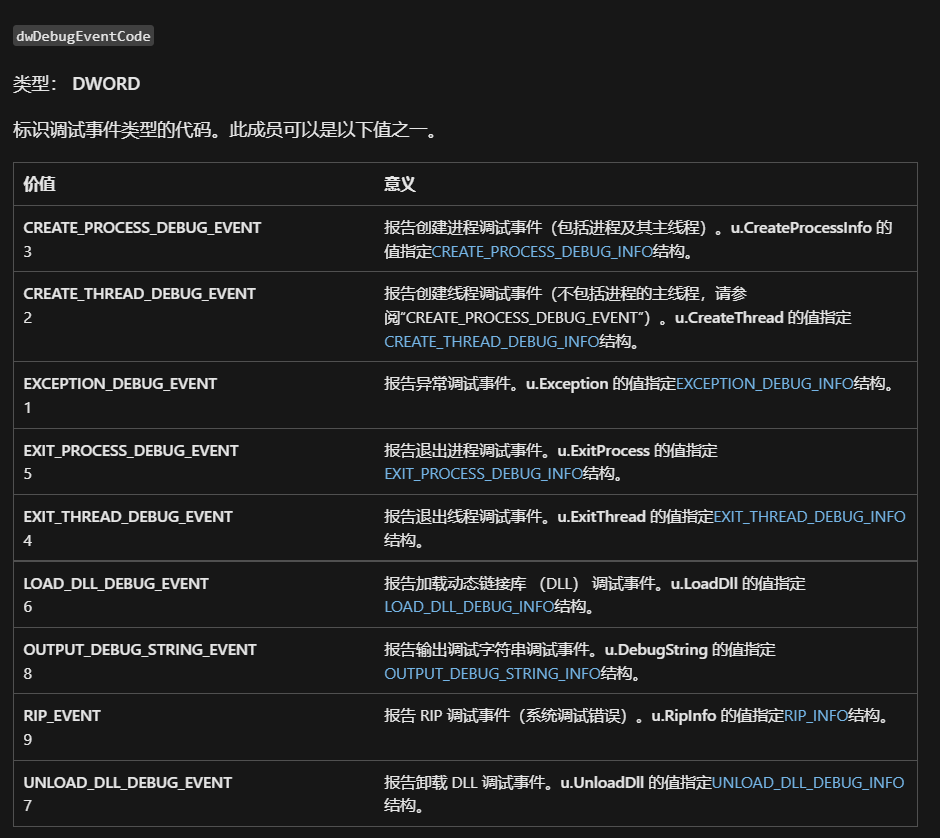 dwDebugEventCode
类型： DWORD
标识调试事件类型的代码。此成员可以是以下值之一。
价值 意义
CREATE_PROCESS_DEBUG_EVENT
3
报告创建进程调试事件（包括进程及其主线程）。u.CreateProcessInfo 的
值指定CREATE_PROCESS_DEBUG_INFO结构。
CREATE_THREAD_DEBUG_EVENT
2
报告创建线程调试事件（不包括进程的主线程，请参
阅“CREATE_PROCESS_DEBUG_EVENT”）。u.CreateThread 的值指定
CREATE_THREAD_DEBUG_INFO结构。
EXCEPTION_DEBUG_EVENT
1
报告异常调试事件。u.Exception 的值指定EXCEPTION_DEBUG_INFO结构。
EXIT_PROCESS_DEBUG_EVENT
5
报告退出进程调试事件。u.ExitProcess 的值指定
EXIT_PROCESS_DEBUG_INFO结构。
EXIT_THREAD_DEBUG_EVENT
4
报告退出线程调试事件。u.ExitThread 的值指定EXIT_THREAD_DEBUG_INFO
结构。
LOAD_DLL_DEBUG_EVENT
6
报告加载动态链接库 （DLL） 调试事件。u.LoadDll 的值指定
LOAD_DLL_DEBUG_INFO结构。
OUTPUT_DEBUG_STRING_EVENT
8
报告输出调试字符串调试事件。u.DebugString 的值指定
OUTPUT_DEBUG_STRING_INFO结构。
RIP_EVENT
9
报告 RIP 调试事件（系统调试错误）。u.RipInfo 的值指定RIP_INFO结构。
UNLOAD_DLL_DEBUG_EVENT
7
报告卸载 DLL 调试事件。u.UnloadDll 的值指定UNLOAD_DLL_DEBUG_INFO
结构。